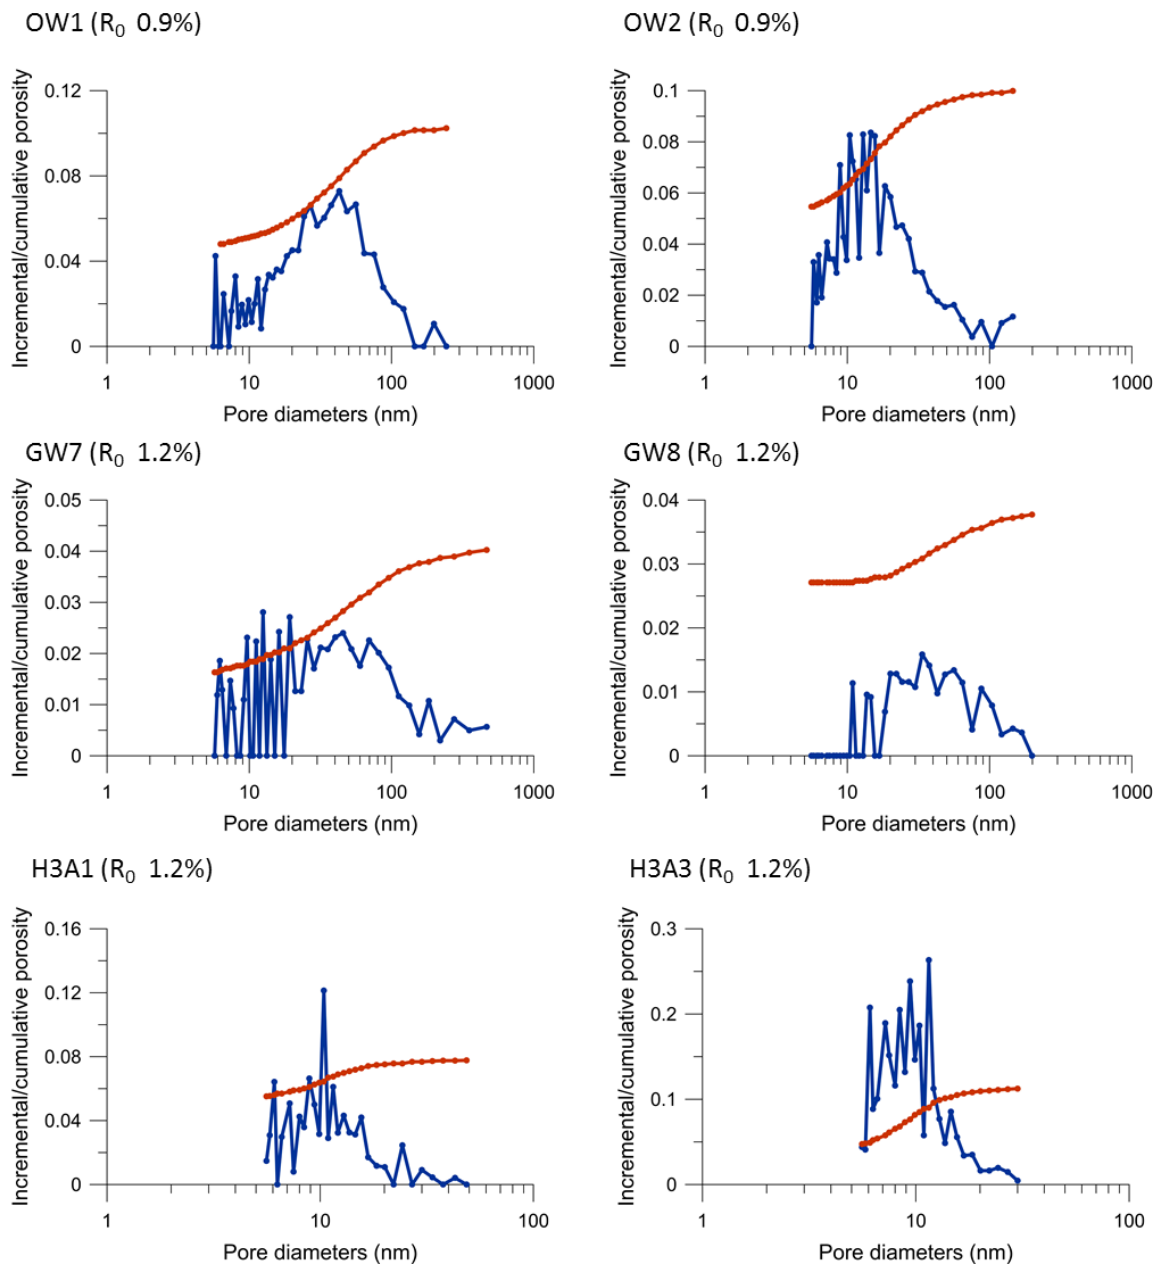 OW1 (R₀ 0.9%)
OW2 (R₀ 0.9%)
Incremental/cumulative porosity
0.12
0.08
0.04
0
1 10 100 1000
Pore diameters (nm)
Incremental/cumulative porosity
0.1
0.08
0.06
0.04
0.02
0
1 10 100 1000
Pore diameters (nm)
GW7 (R₀ 1.2%)
GW8 (R₀ 1.2%)
Incremental/cumulative porosity
0.05
0.04
0.03
0.02
0.01
0
1 10 100 1000
Pore diameters (nm)
Incremental/cumulative porosity
0.04
0.03
0.02
0.01
0
1 10 100 1000
Pore diameters (nm)
H3A1 (R₀ 1.2%)
H3A3 (R₀ 1.2%)
Incremental/cumulative porosity
0.16
0.12
0.08
0.04
0
1 10 100
Pore diameters (nm)
Incremental/cumulative porosity
0.3
0.2
0.1
0
1 10 100
Pore diameters (nm)